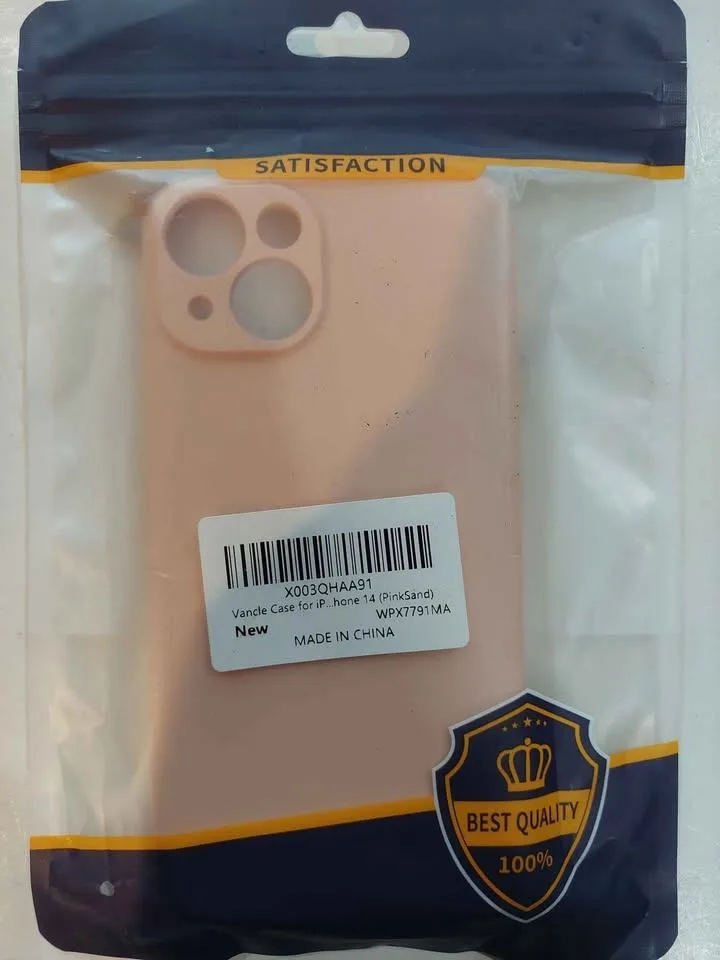 SATISFACTION
X003QHAA91
Vancle Case for iP...hone 14 (PinkSand)
WPX7791MA
New
MADE IN CHINA
BEST QUALITY
100%